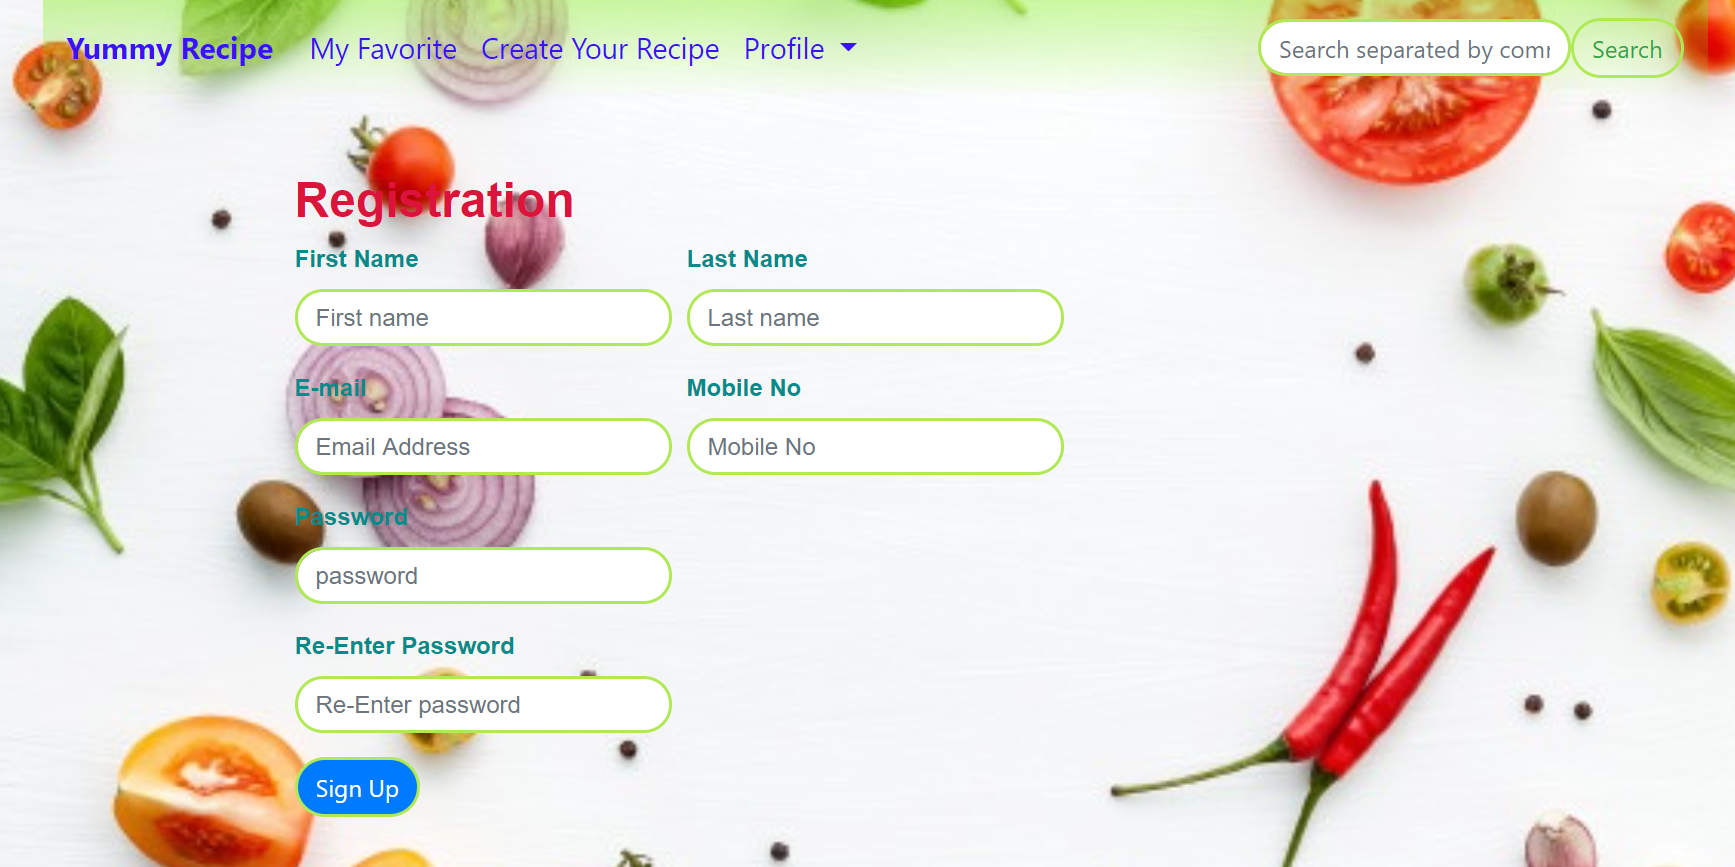 Yummy Recipe My Favorite Create Your Recipe Profile Search separated by comm Search
Registration
First Name Last Name
First name Last name
E-mail Mobile No
Email Address Mobile No
Password
password
Re-Enter Password
Re-Enter password
Sign Up